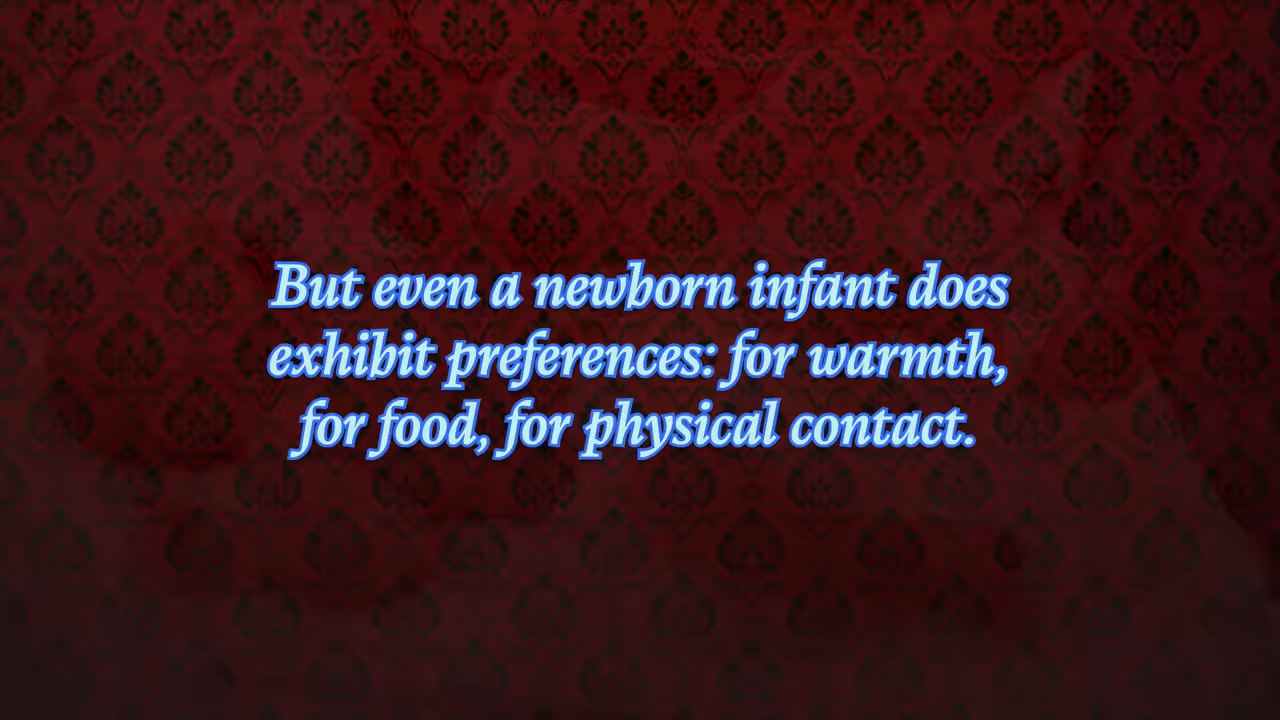 But even a newborn infant does
exhibit preferences: for warmth,
for food, for physical contact.